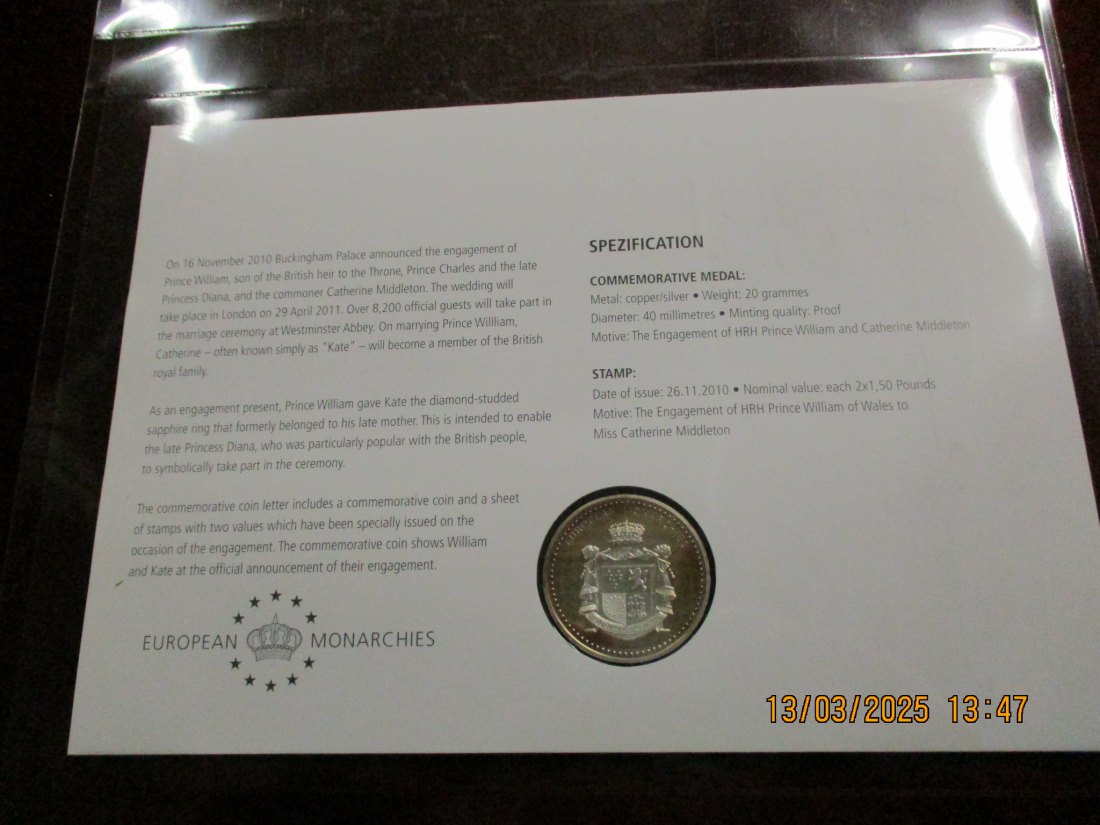 On 16 November 2010 Buckingham Palace announced the engagement of
Prince William, son of the British heir to the Throne, Prince Charles and the late
Princess Diana, and the commoner Catherine Middleton. The wedding will
take place in London on 29 April 2011. Over 8,200 official guests will take part in
the marriage ceremony at Westminster Abbey. On marrying Prince Willliam,
Catherine – often known simply as "Kate" – will become a member of the British
royal family.
As an engagement present, Prince William gave Kate the diamond-studded
sapphire ring that formerly belonged to his late mother. This is intended to enable
the late Princess Diana, who was particularly popular with the British people,
to symbolically take part in the ceremony.
The commemorative coin letter includes a commemorative coin and a sheet
of stamps with two values which have been specially issued on the
occasion of the engagement. The commemorative coin shows William
and Kate at the official announcement of their engagement.
EUROPEAN MONARCHIES
SPEZIFICATION
COMMEMORATIVE MEDAL:
Metal: copper/silver • Weight: 20 grammes
Diameter: 40 millimetres • Minting quality: Proof
Motive: The Engagement of HRH Prince William and Catherine Middleton
STAMP:
Date of issue: 26.11.2010 • Nominal value: each 2x1,50 Pounds
Motive: The Engagement of HRH Prince William of Wales to
Miss Catherine Middleton
13/03/2025 13:47